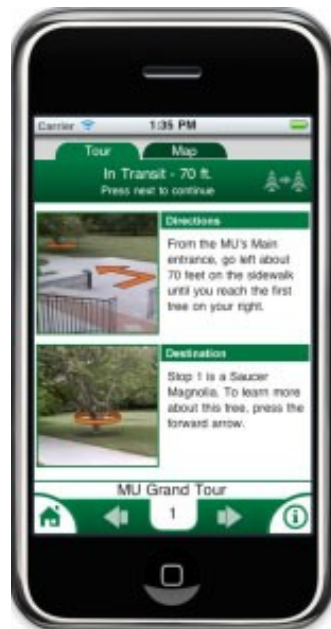 Carrier 1:35 PM
Tour Map
In Transit - 70 ft.
Press next to continue
Directions
From the MU's Main
entrance, go left about
70 feet on the sidewalk
until you reach the first
tree on your right.
Destination
Stop 1 is a Saucer
Magnolia. To learn more
about this tree, press the
forward arrow.
MU Grand Tour
1
i